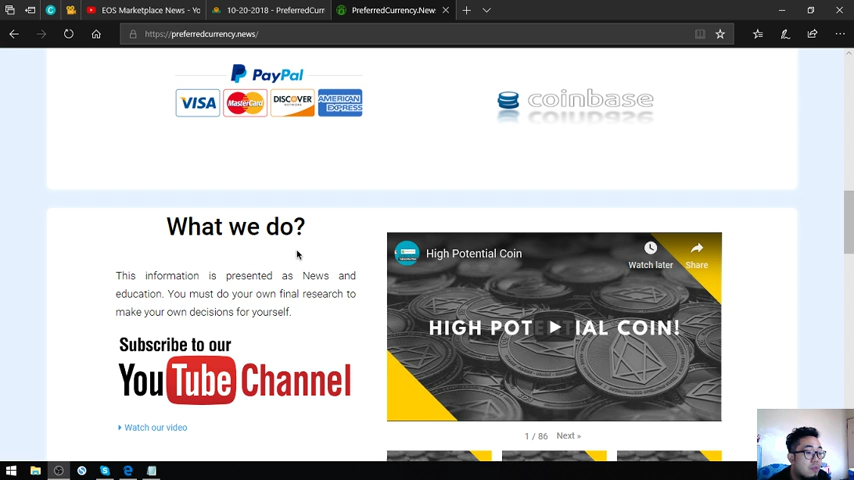 EOS Marketplace News - Yo
10-20-2018 - PreferredCurr
PreferredCurrency.News
https://preferredcurrency.news/
PayPal
VISA
MasterCard
DISCOVER
NETWORK
AMERICAN
EXPRESS
coinbase
What we do?
This information is presented as News and
education. You must do your own final research to
make your own decisions for yourself.
Subscribe to our
YouTube Channel
Watch our video
High Potential Coin
Watch later
Share
HIGH POTENTIAL COIN!
1 / 86 Next »